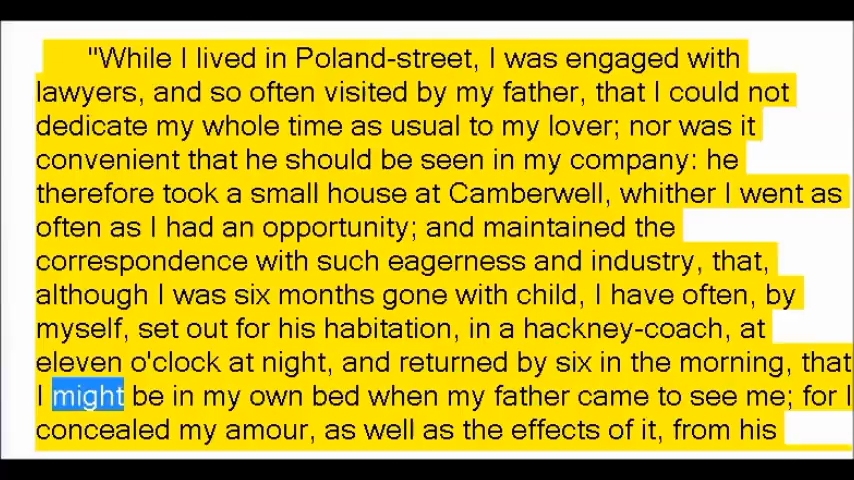 "While I lived in Poland-street, I was engaged with
lawyers, and so often visited by my father, that I could not
dedicate my whole time as usual to my lover; nor was it
convenient that he should be seen in my company: he
therefore took a small house at Camberwell, whither I went as
often as I had an opportunity; and maintained the
correspondence with such eagerness and industry, that,
although I was six months gone with child, I have often, by
myself, set out for his habitation, in a hackney-coach, at
eleven o'clock at night, and returned by six in the morning, that
I might be in my own bed when my father came to see me; for I
concealed my amour, as well as the effects of it, from his